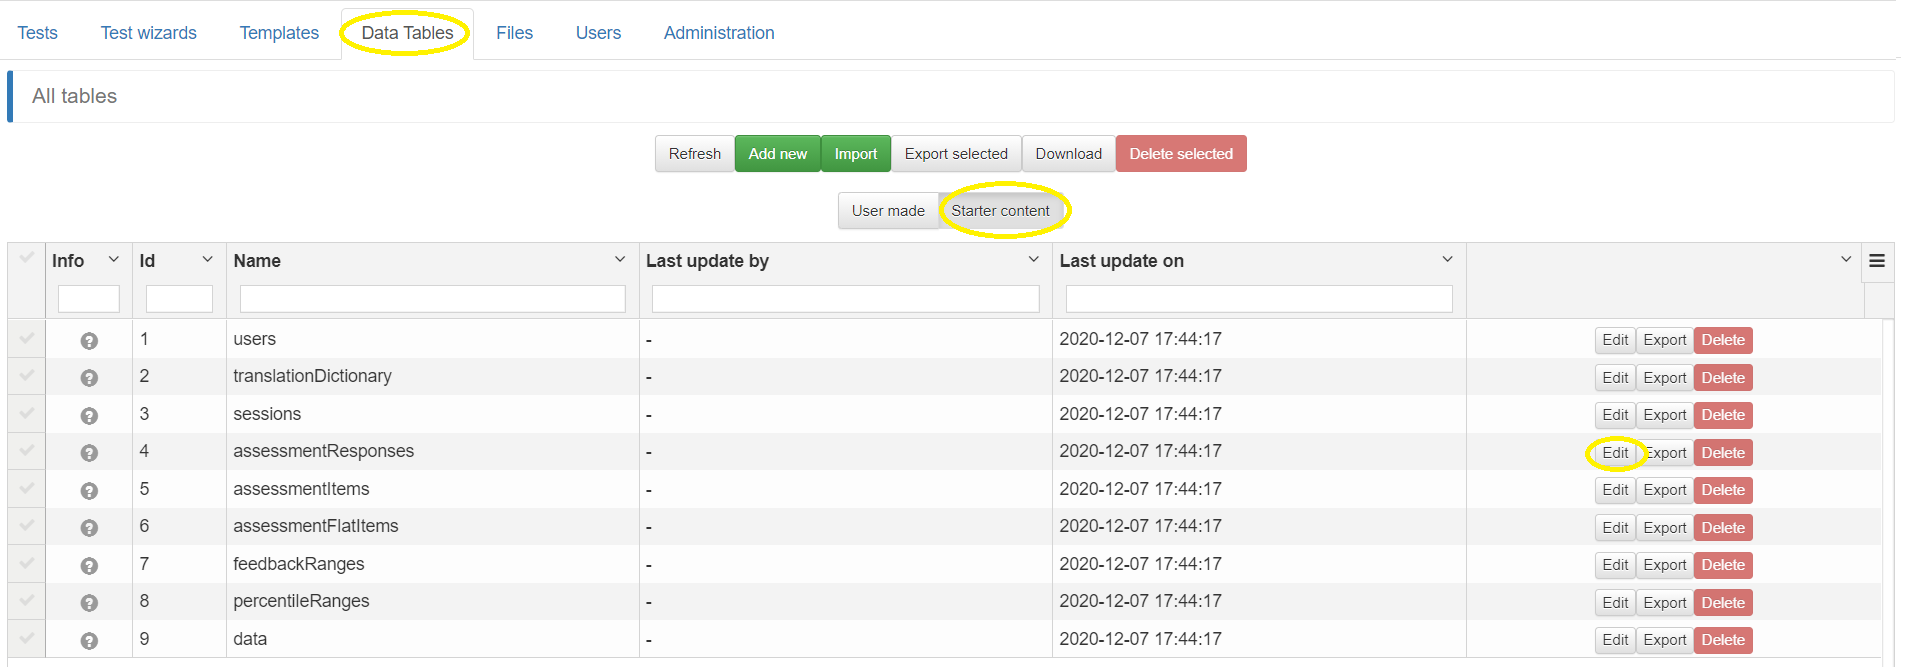 Tests Test wizards Templates Data Tables Files Users Administration
All tables
Refresh Add new Import Export selected Download Delete selected
User made Starter content
Info Id Name Last update by Last update on
? 1 users - 2020-12-07 17:44:17 Edit Export Delete
? 2 translationDictionary - 2020-12-07 17:44:17 Edit Export Delete
? 3 sessions - 2020-12-07 17:44:17 Edit Export Delete
? 4 assessmentResponses - 2020-12-07 17:44:17 Edit Export Delete
? 5 assessmentItems - 2020-12-07 17:44:17 Edit Export Delete
? 6 assessmentFlatItems - 2020-12-07 17:44:17 Edit Export Delete
? 7 feedbackRanges - 2020-12-07 17:44:17 Edit Export Delete
? 8 percentileRanges - 2020-12-07 17:44:17 Edit Export Delete
? 9 data - 2020-12-07 17:44:17 Edit Export Delete